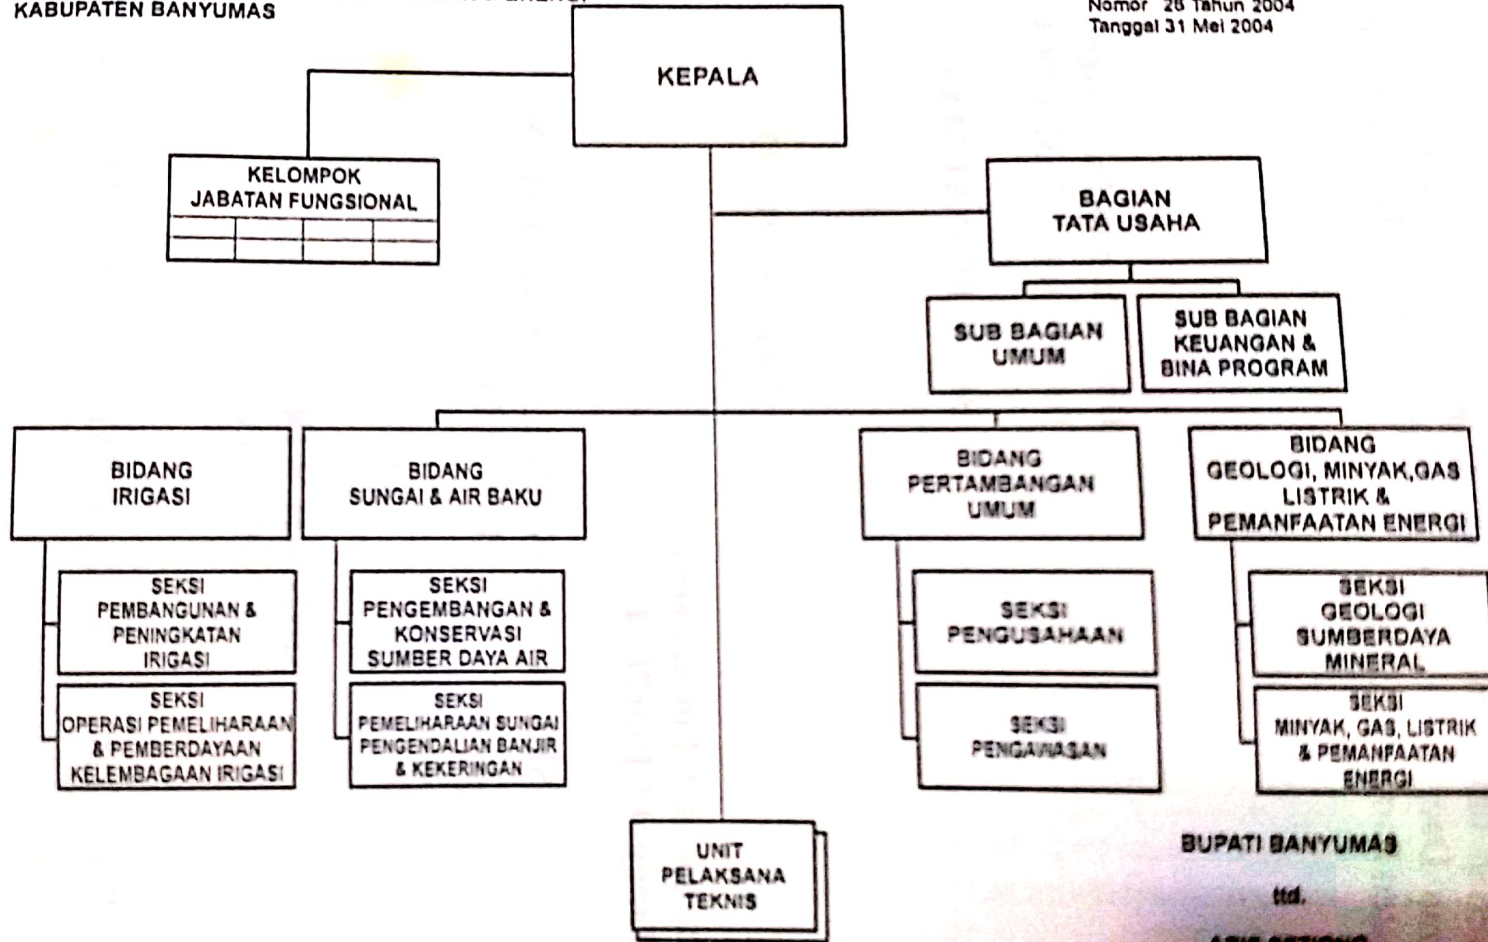 KABUPATEN BANYUMAS
Nomor 28 Tahun 2004
Tanggal 31 Mei 2004
KEPALA
KELOMPOK
JABATAN FUNGSIONAL
BAGIAN
TATA USAHA
SUB BAGIAN
UMUM
SUB BAGIAN
KEUANGAN &
BINA PROGRAM
BIDANG
IRIGASI
BIDANG
SUNGAI & AIR BAKU
BIDANG
PERTAMBANGAN
UMUM
BIDANG
GEOLOGI, MINYAK,GAS
LISTRIK &
PEMANFAATAN ENERGI
SEKSI
PEMBANGUNAN &
PENINGKATAN
IRIGASI
SEKSI
PENGEMBANGAN &
KONSERVASI
SUMBER DAYA AIR
SEKSI
PENGUSAHAAN
SEKSI
GEOLOGI
SUMBERDAYA
MINERAL
SEKSI
OPERASI PEMELIHARAAN
& PEMBERDAYAAN
KELEMBAGAAN IRIGASI
SEKSI
PEMELIHARAAN SUNGAI
PENGENDALIAN BANJIR
& KEKERINGAN
SEKSI
PENGAWASAN
SEKSI
MINYAK, GAS, LISTRIK
& PEMANFAATAN
ENERGI
UNIT
PELAKSANA
TEKNIS
BUPATI BANYUMAS
ttd.